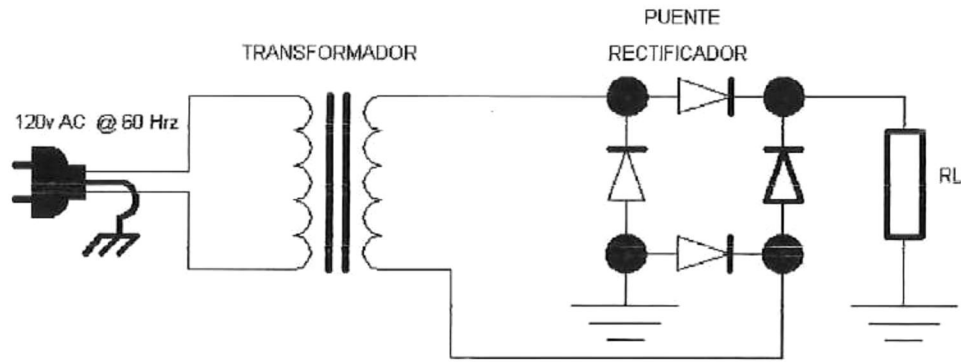 PUENTE
TRANSFORMADOR
RECTIFICADOR
120v AC @ 60 Hrz
RL